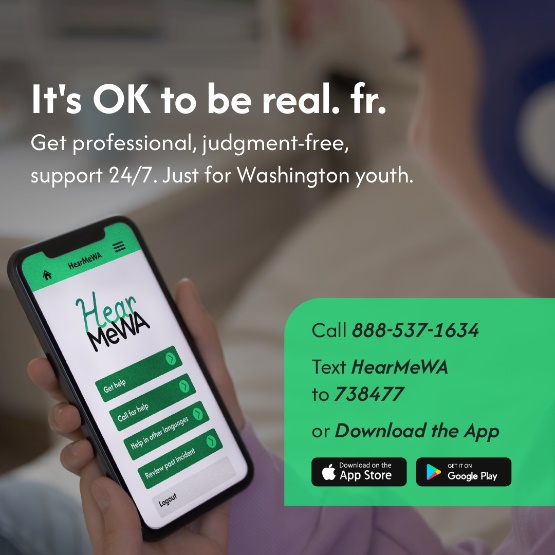 It's OK to be real. fr.
Get professional, judgment-free,
support 24/7. Just for Washington youth.
HearMeWA
Hear
MeWA
Get help
Call for help
Help in other languages
Review past incident
Logout
Call 888-537-1634
Text HearMeWA
to 738477
or Download the App
Download on the
App Store
GET IT ON
Google Play